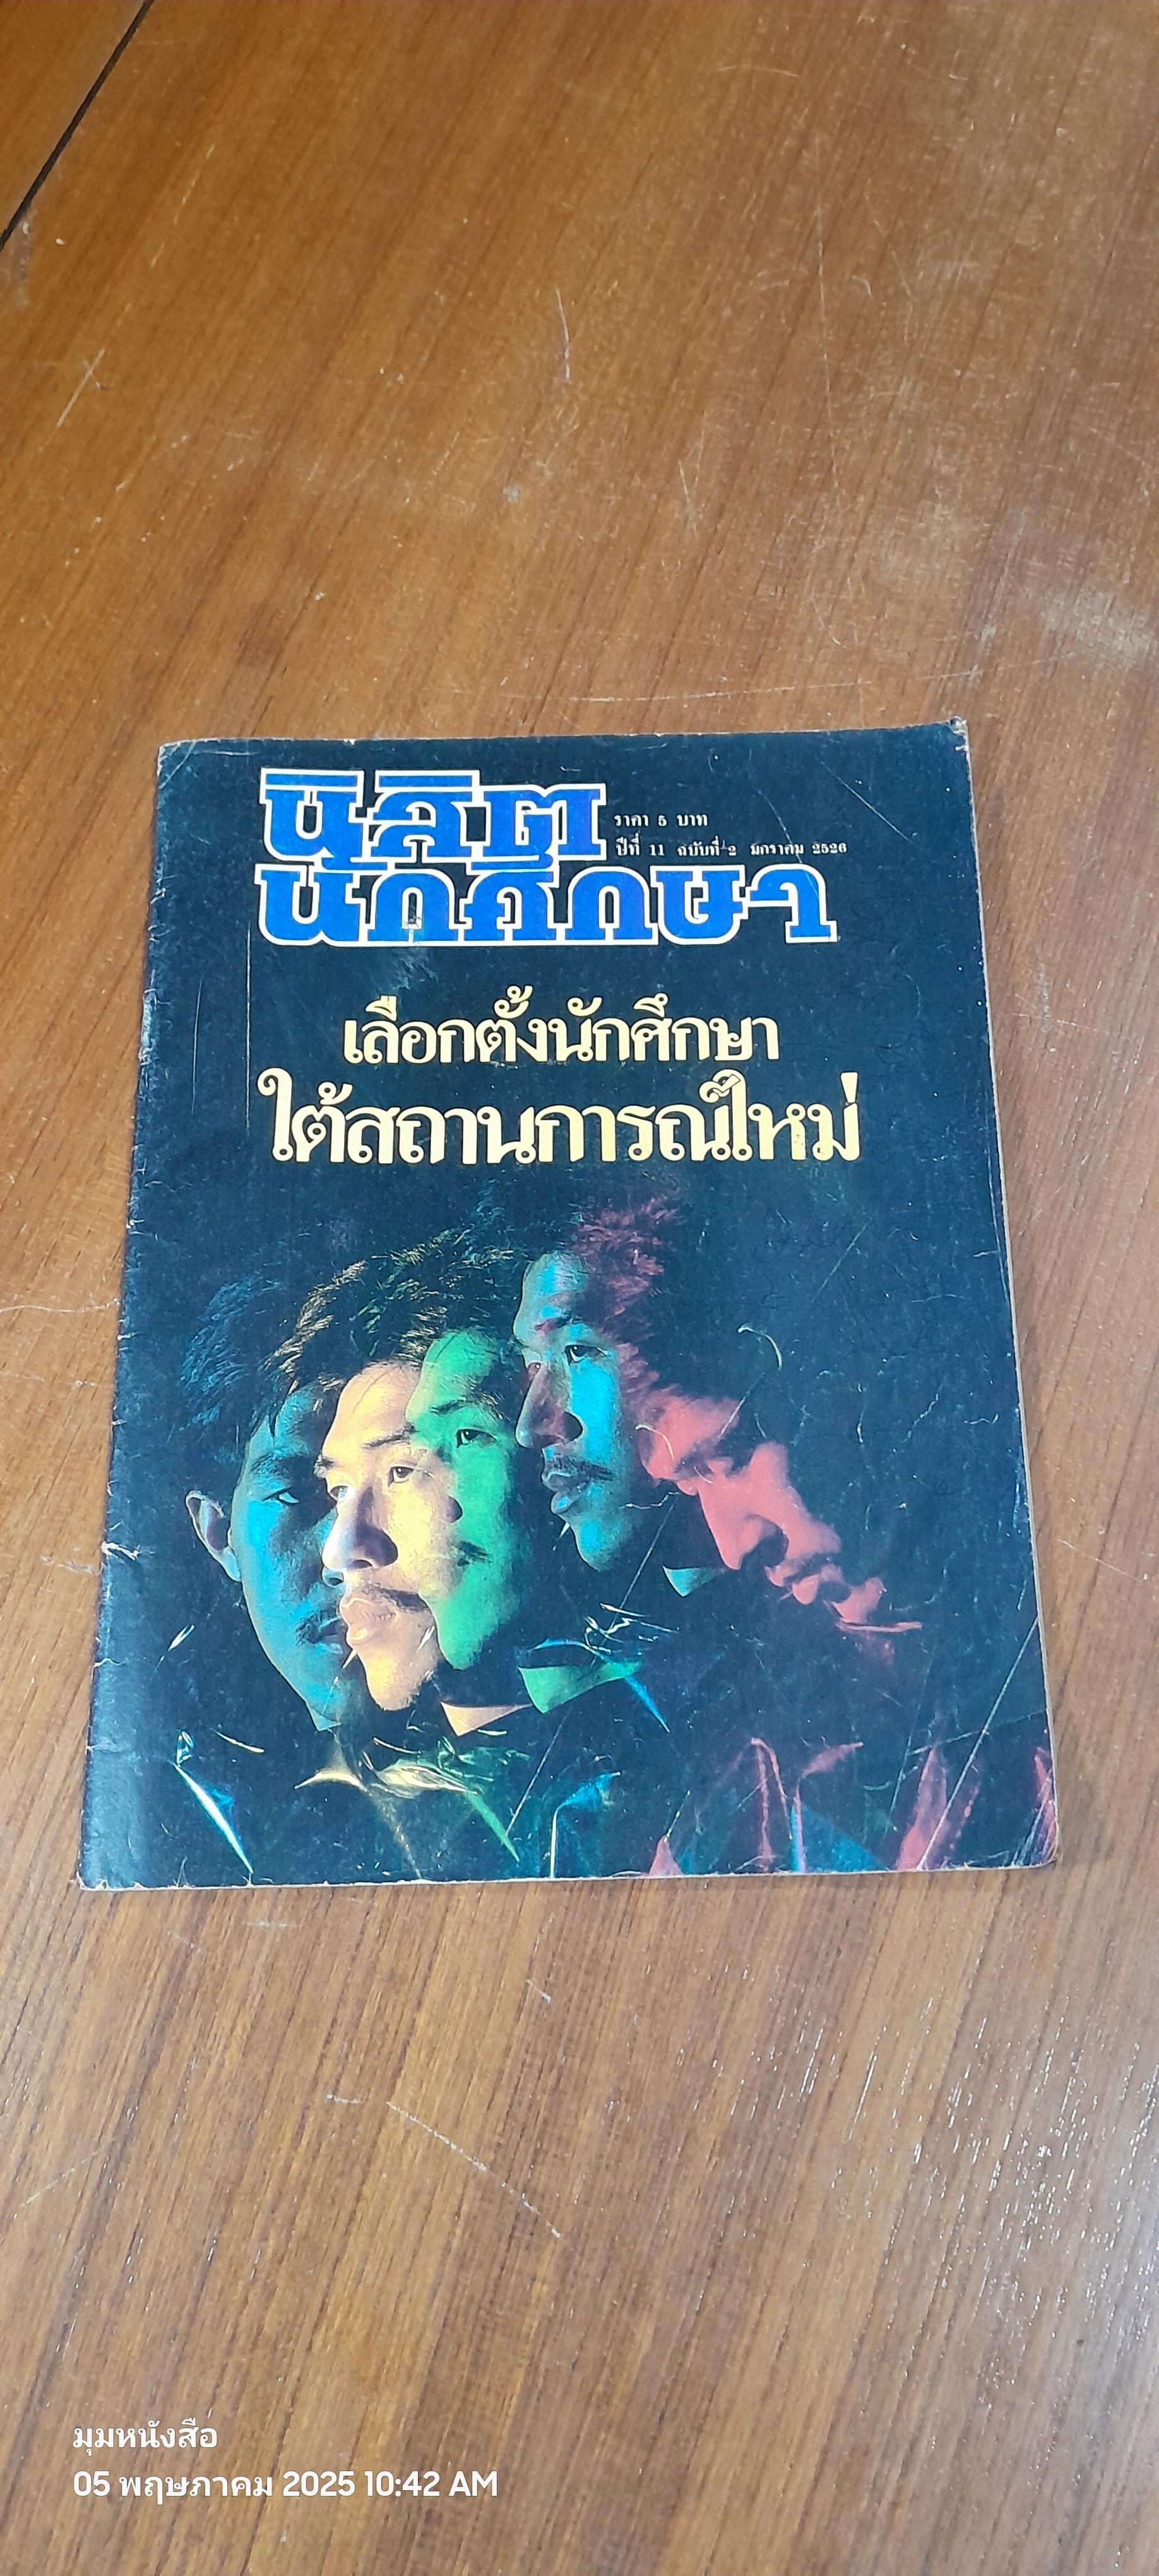 นิสิต
ราคา 5 บาท
ปีที่ 11 ฉบับที่ 2 มกราคม 2526
นักศึกษา
เลือกตั้งนักศึกษา
ใต้สถานการณ์ใหม่
มุมหนังสือ
05 พฤษภาคม 2025 10:42 AM